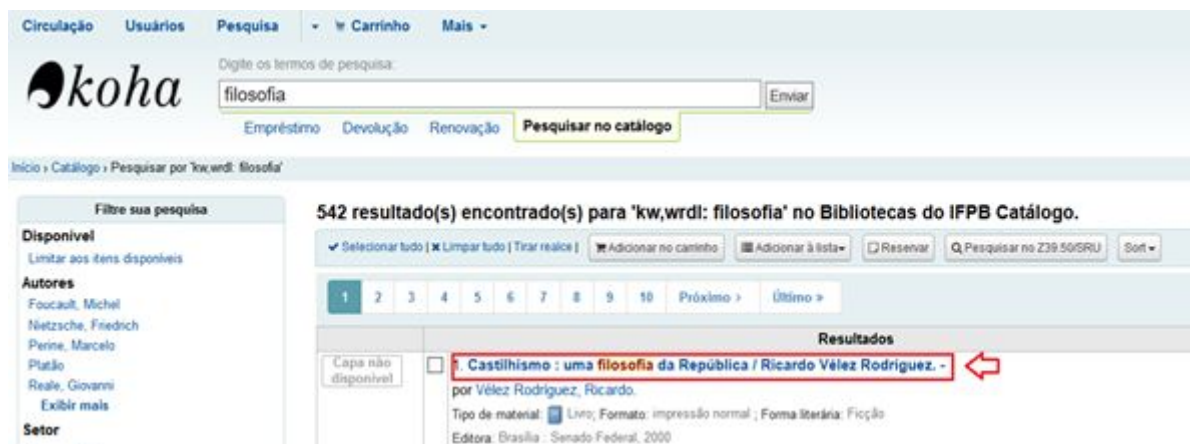 Circulação Usuários Pesquisa Carrinho Mais
koha
Digite os termos de pesquisa:
filosofia Enviar
Empréstimo Devolução Renovação Pesquisar no catálogo
Início › Catálogo › Pesquisar por 'kw,wrdl: filosofia'
Filtre sua pesquisa
Disponível
Limitar aos itens disponíveis
Autores
Foucault, Michel
Nietzsche, Friedrich
Perine, Marcelo
Platão
Reale, Giovanni
Exibir mais
Setor
542 resultado(s) encontrado(s) para 'kw,wrdl: filosofia' no Bibliotecas do IFPB Catálogo.
Selecionar tudo | Limpar tudo | Tirar realce | Adicionar no carrinho Adicionar à lista Reservar Pesquisar no Z39.50/SRU Sort
1 2 3 4 5 6 7 8 9 10 Próximo › Último »
Resultados
Capa não
disponível
1. Castilhismo : uma filosofia da República / Ricardo Vélez Rodríguez. -
por Vélez Rodríguez, Ricardo.
Tipo de material: Livro; Formato: impressão normal ; Forma literária: Ficção
Editora: Brasília : Senado Federal, 2000